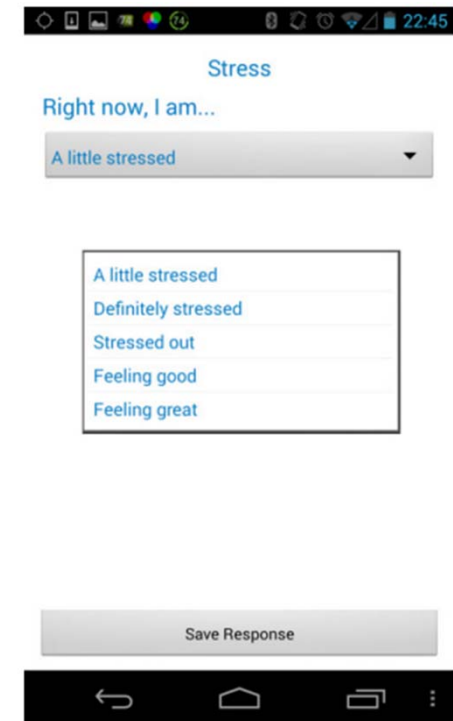 74
22:45
Stress
Right now, I am...
A little stressed
A little stressed
Definitely stressed
Stressed out
Feeling good
Feeling great
Save Response